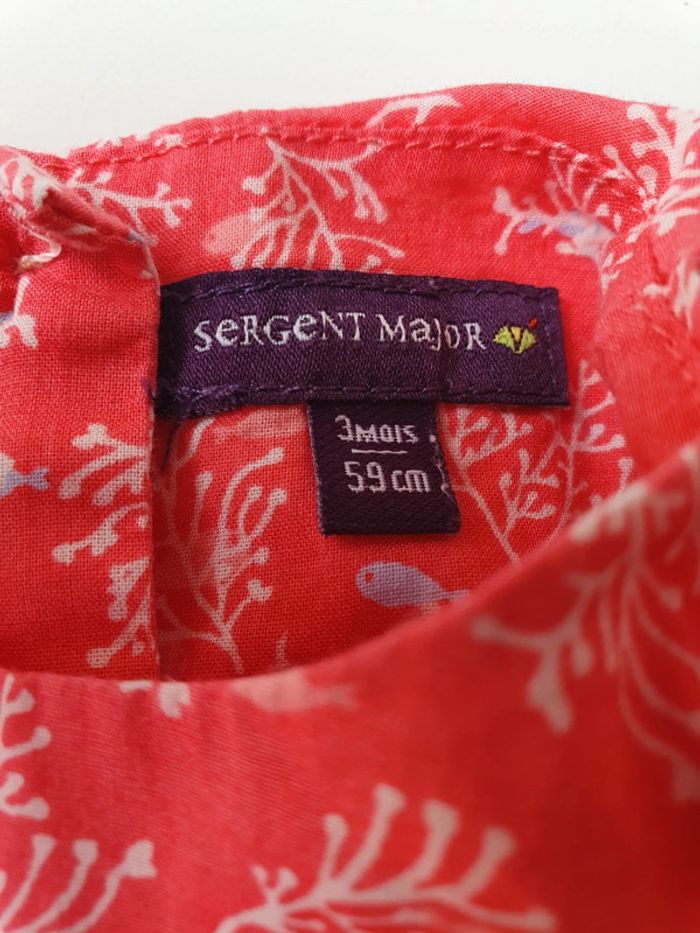 SeRGeNT MajoR
3Mois
59cm